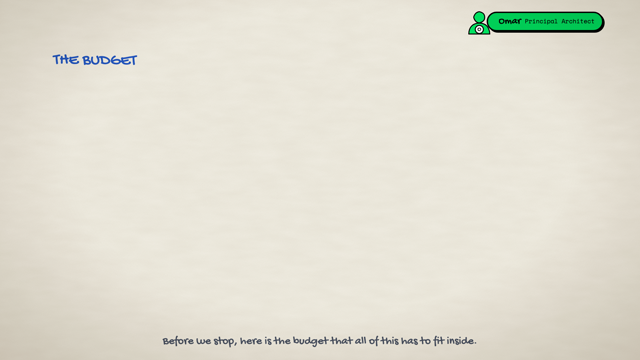 Omar Principal Architect
THE BUDGET
Before we stop, here is the budget that all of this has to fit inside.